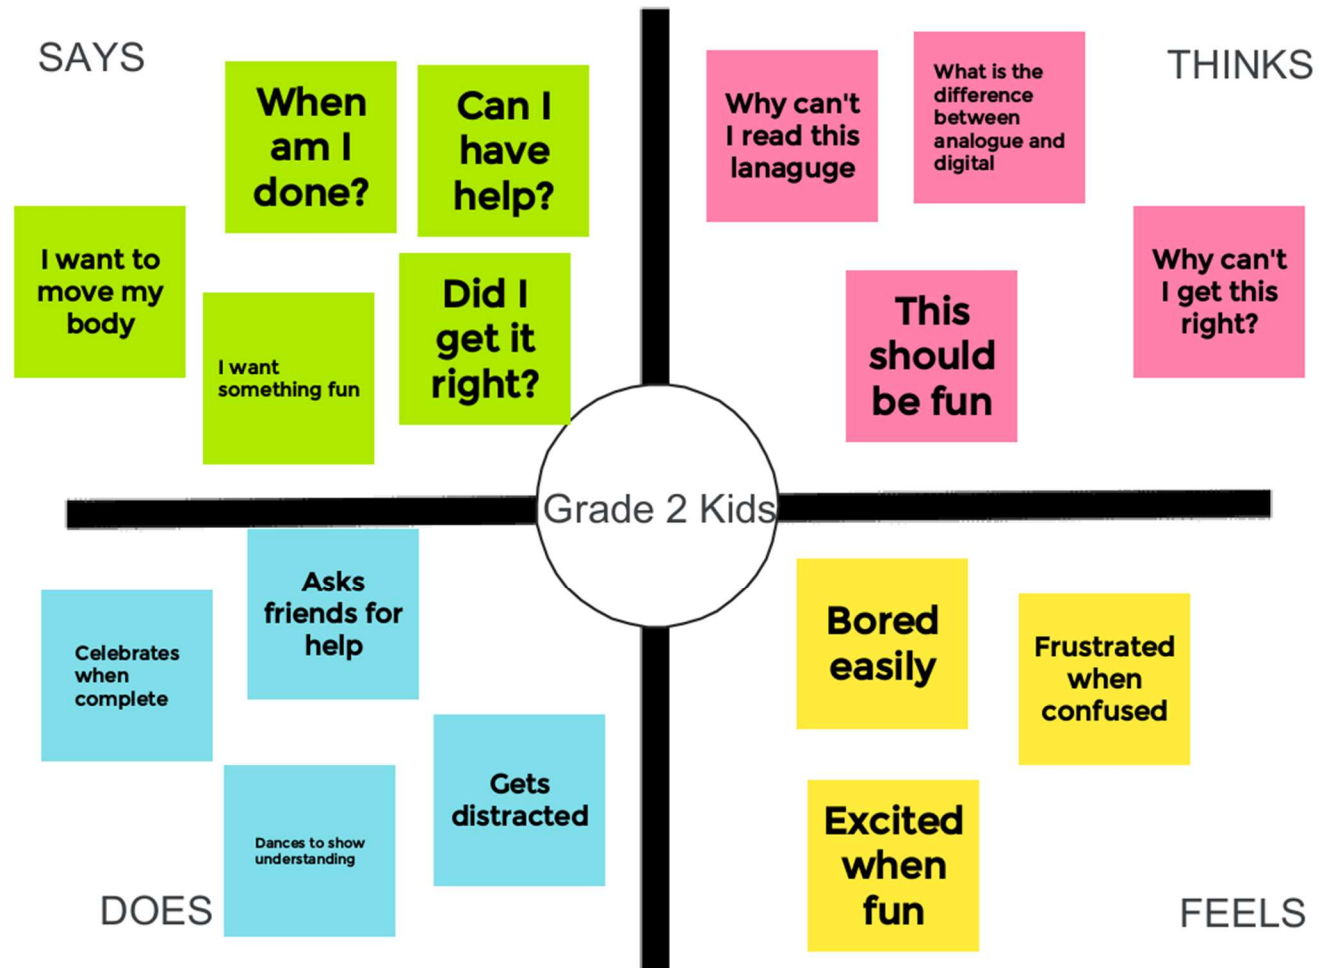 SAYS
When
am I
done?
Can I
have
help?
I want to
move my
body
I want
something fun
Did I
get it
right?
THINKS
Why can't
I read this
lanaguge
What is the
difference
between
analogue and
digital
Why can't
I get this
right?
This
should
be fun
Grade 2 Kids
Asks
friends for
help
Celebrates
when
complete
Gets
distracted
Dances to show
understanding
DOES
Bored
easily
Frustrated
when
confused
Excited
when
fun
FEELS